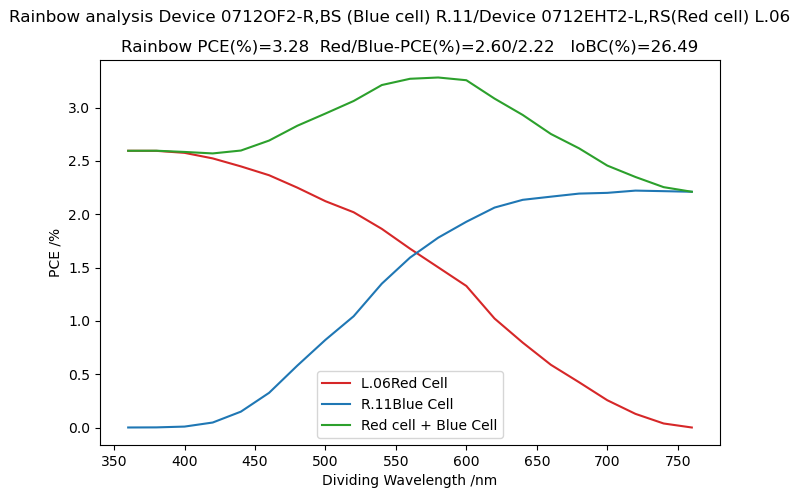 Rainbow analysis Device 0712OF2-R,BS (Blue cell) R.11/Device 0712EHT2-L,RS(Red cell) L.06
Rainbow PCE(%)=3.28  Red/Blue-PCE(%)=2.60/2.22   IoBC(%)=26.49
PCE /%
3.0
2.5
2.0
1.5
1.0
0.5
0.0
L.06Red Cell
R.11Blue Cell
Red cell + Blue Cell
350 400 450 500 550 600 650 700 750
Dividing Wavelength /nm